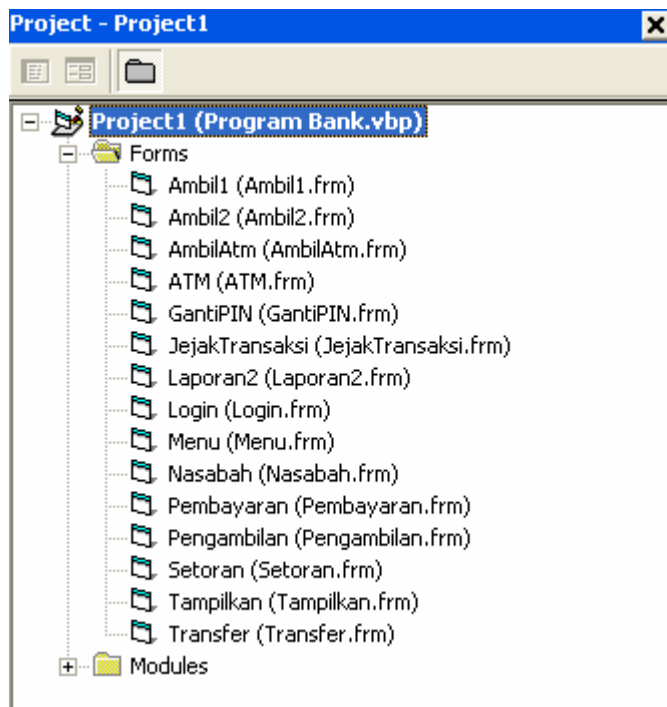 Project - Project1
Project1 (Program Bank.vbp)
Forms
Ambil1 (Ambil1.frm)
Ambil2 (Ambil2.frm)
AmbilAtm (AmbilAtm.frm)
ATM (ATM.frm)
GantiPIN (GantiPIN.frm)
JejakTransaksi (JejakTransaksi.frm)
Laporan2 (Laporan2.frm)
Login (Login.frm)
Menu (Menu.frm)
Nasabah (Nasabah.frm)
Pembayaran (Pembayaran.frm)
Pengambilan (Pengambilan.frm)
Setoran (Setoran.frm)
Tampilkan (Tampilkan.frm)
Transfer (Transfer.frm)
Modules